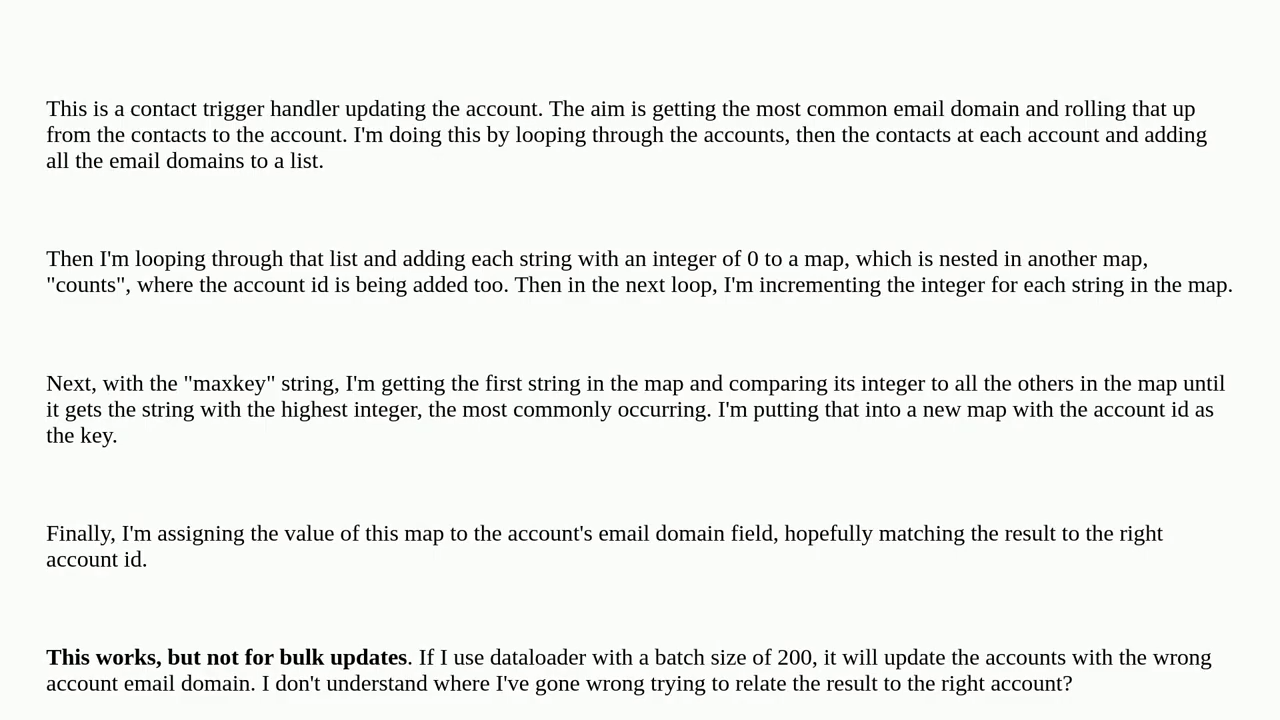 This is a contact trigger handler updating the account. The aim is getting the most common email domain and rolling that up
from the contacts to the account. I'm doing this by looping through the accounts, then the contacts at each account and adding
all the email domains to a list.
Then I'm looping through that list and adding each string with an integer of 0 to a map, which is nested in another map,
"counts", where the account id is being added too. Then in the next loop, I'm incrementing the integer for each string in the map.
Next, with the "maxkey" string, I'm getting the first string in the map and comparing its integer to all the others in the map until
it gets the string with the highest integer, the most commonly occurring. I'm putting that into a new map with the account id as
the key.
Finally, I'm assigning the value of this map to the account's email domain field, hopefully matching the result to the right
account id.
This works, but not for bulk updates. If I use dataloader with a batch size of 200, it will update the accounts with the wrong
account email domain. I don't understand where I've gone wrong trying to relate the result to the right account?